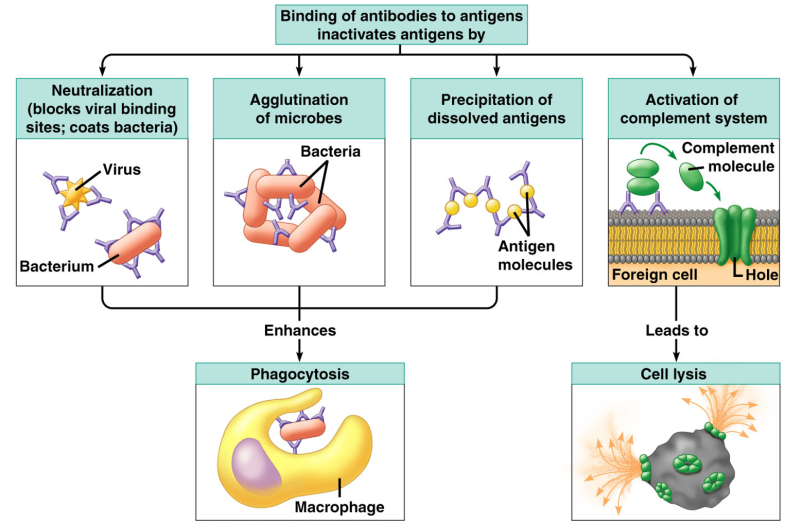 Binding of antibodies to antigens
inactivates antigens by
Neutralization
(blocks viral binding
sites; coats bacteria)
Agglutination
of microbes
Precipitation of
dissolved antigens
Activation of
complement system
Virus
Bacterium
Bacteria
Antigen
molecules
Complement
molecule
Foreign cell
Hole
Enhances
Leads to
Phagocytosis
Macrophage
Cell lysis